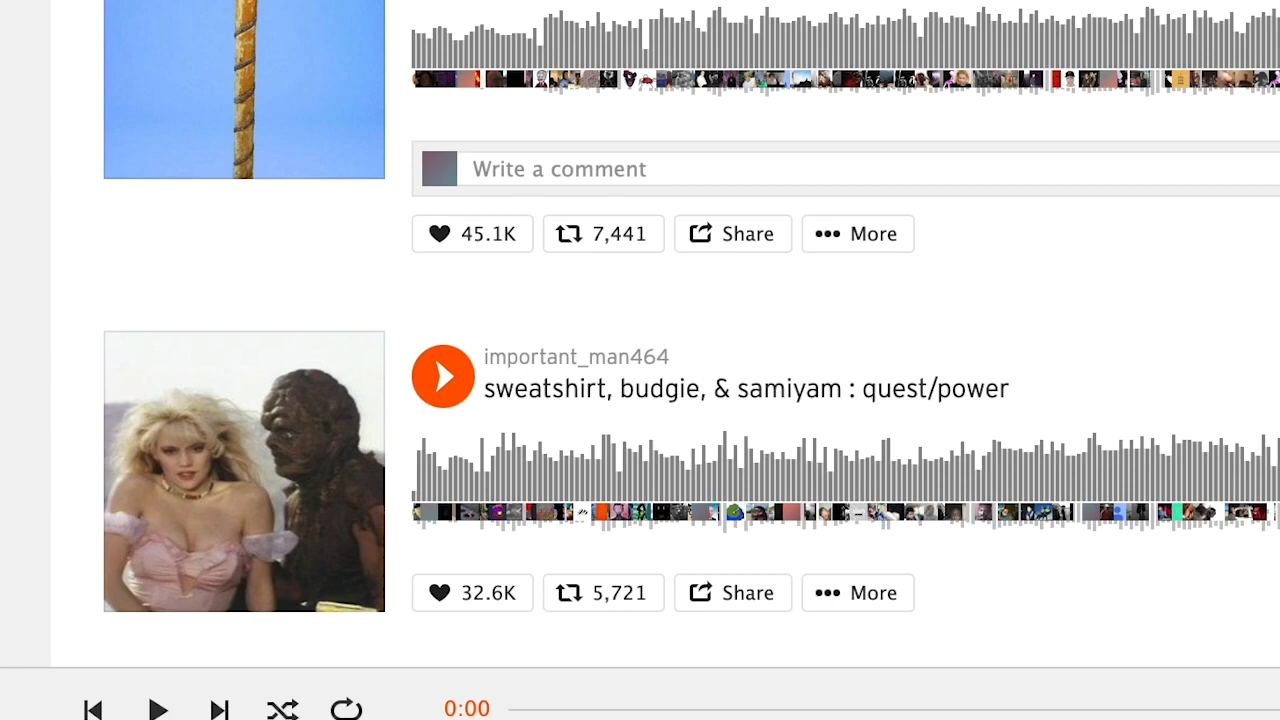 Write a comment
45.1K 7,441 Share More
important_man464
sweatshirt, budgie, & samiyam : quest/power
32.6K 5,721 Share More
0:00